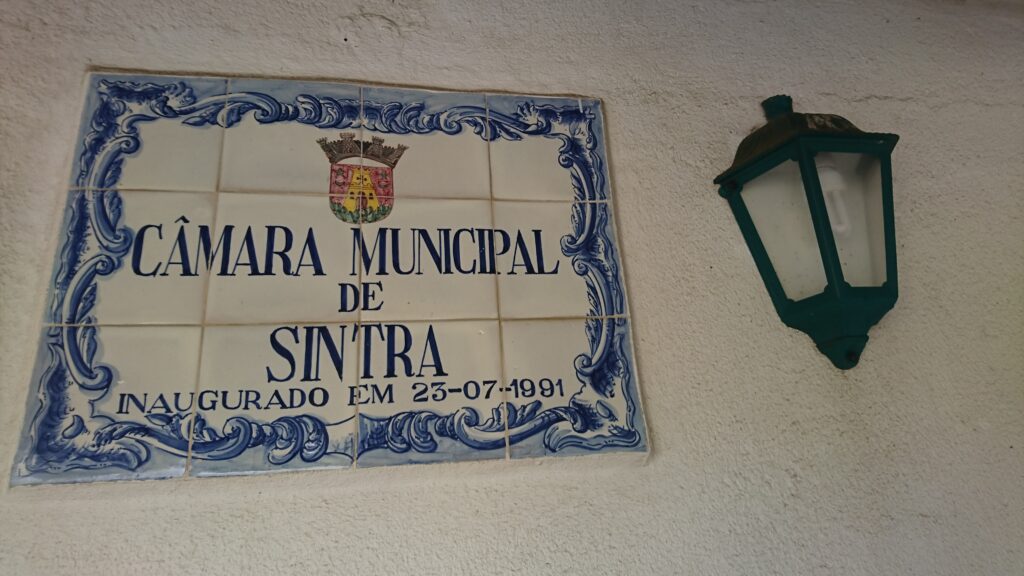 CÂMARA MUNICIPAL
DE
SINTRA
INAUGURADO EM 23-07-1991